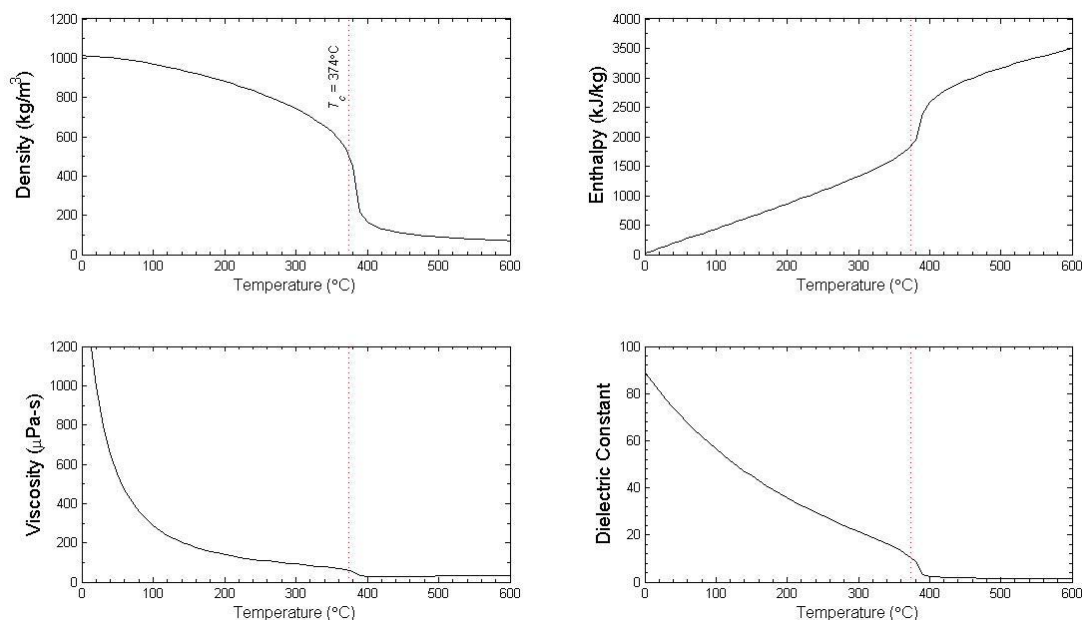 1200
1000
800
600
400
200
0
Density (kg/m³)
T_c = 374°C
0 100 200 300 400 500 600
Temperature (°C)
4000
3500
3000
2500
2000
1500
1000
500
0
Enthalpy (kJ/kg)
0 100 200 300 400 500 600
Temperature (°C)
1200
1000
800
600
400
200
0
Viscosity (μPa-s)
0 100 200 300 400 500 600
Temperature (°C)
100
80
60
40
20
0
Dielectric Constant
0 100 200 300 400 500 600
Temperature (°C)